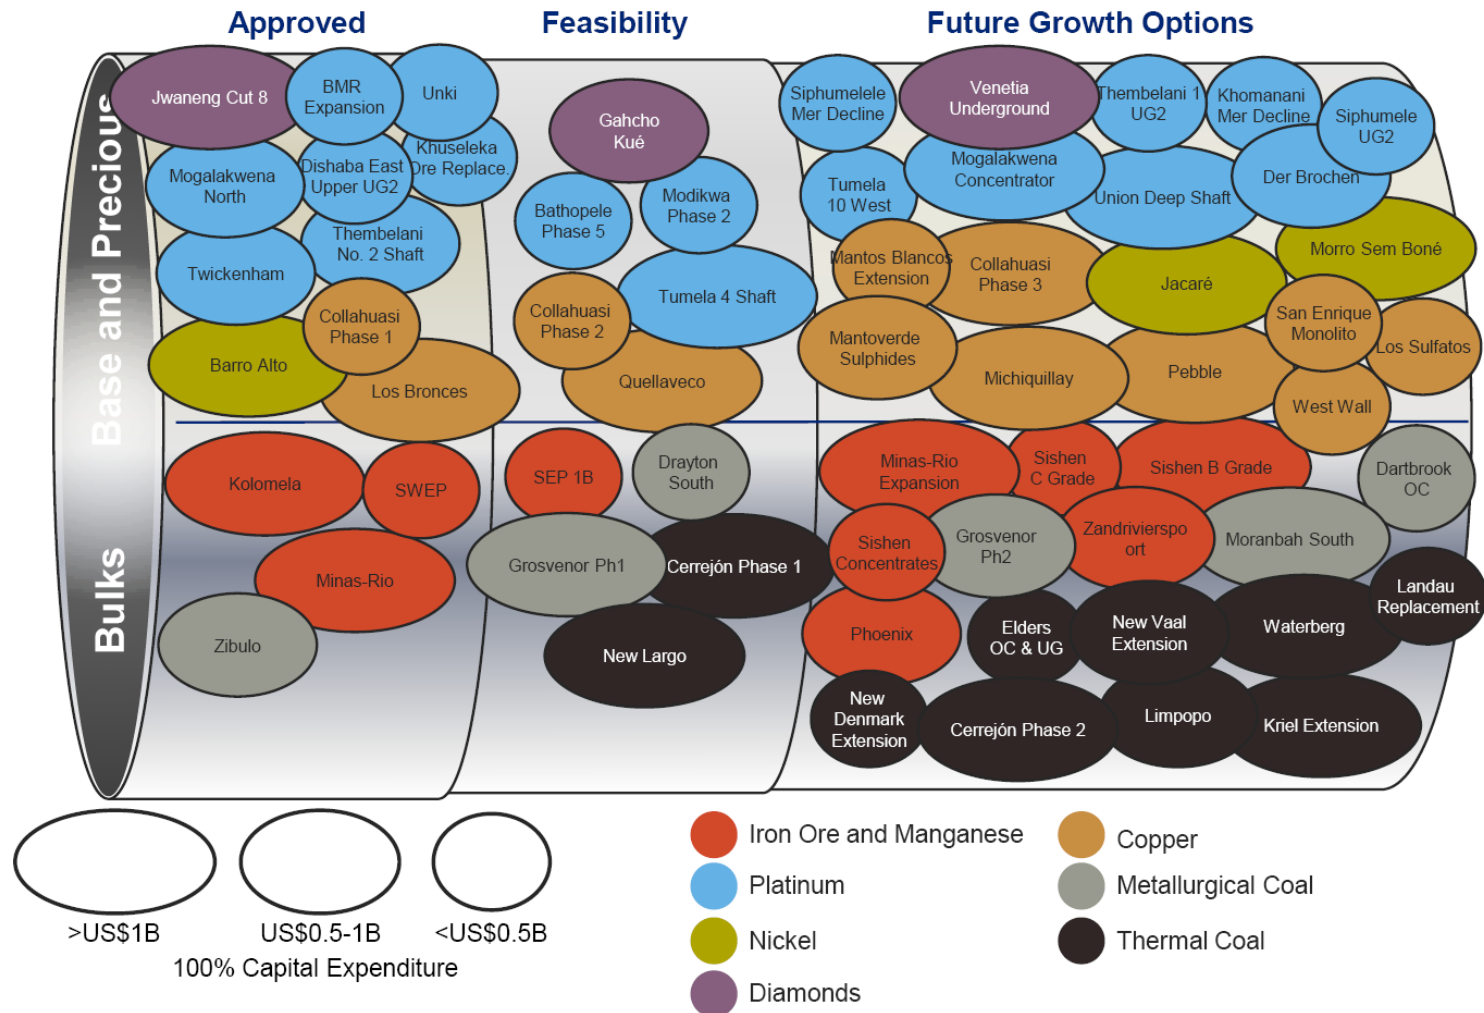 Approved
Feasibility
Future Growth Options
Base and Precious
Bulks
Jwaneng Cut 8
BMR
Expansion
Unki
Khuseleka
Ore Replace.
Mogalakwena
North
Dishaba East
Upper UG2
Thembelani
No. 2 Shaft
Twickenham
Collahuasi
Phase 1
Barro Alto
Los Bronces
Kolomela
SWEP
Minas-Rio
Zibulo
Gahcho
Kué
Bathopele
Phase 5
Modikwa
Phase 2
Tumela 4 Shaft
Collahuasi
Phase 2
Quellaveco
SEP 1B
Drayton
South
Grosvenor Ph1
Cerrejón Phase 1
New Largo
Siphumelele
Mer Decline
Venetia
Underground
Thembelani 1
UG2
Khomanani
Mer Decline
Siphumele
UG2
Tumela
10 West
Mogalakwena
Concentrator
Union Deep Shaft
Der Brochen
Mantos Blancos
Extension
Collahuasi
Phase 3
Jacaré
Morro Sem Boné
San Enrique
Monolito
Los Sulfatos
Mantoverde
Sulphides
Michiquillay
Pebble
West Wall
Minas-Rio
Expansion
Sishen
C Grade
Sishen B Grade
Dartbrook
OC
Sishen
Concentrates
Grosvenor
Ph2
Zandrivierspo
ort
Moranbah South
Landau
Replacement
Phoenix
Elders
OC & UG
New Vaal
Extension
Waterberg
New
Denmark
Extension
Cerrejón Phase 2
Limpopo
Kriel Extension
>US$1B
US$0.5-1B
<US$0.5B
100% Capital Expenditure
Iron Ore and Manganese
Platinum
Nickel
Diamonds
Copper
Metallurgical Coal
Thermal Coal